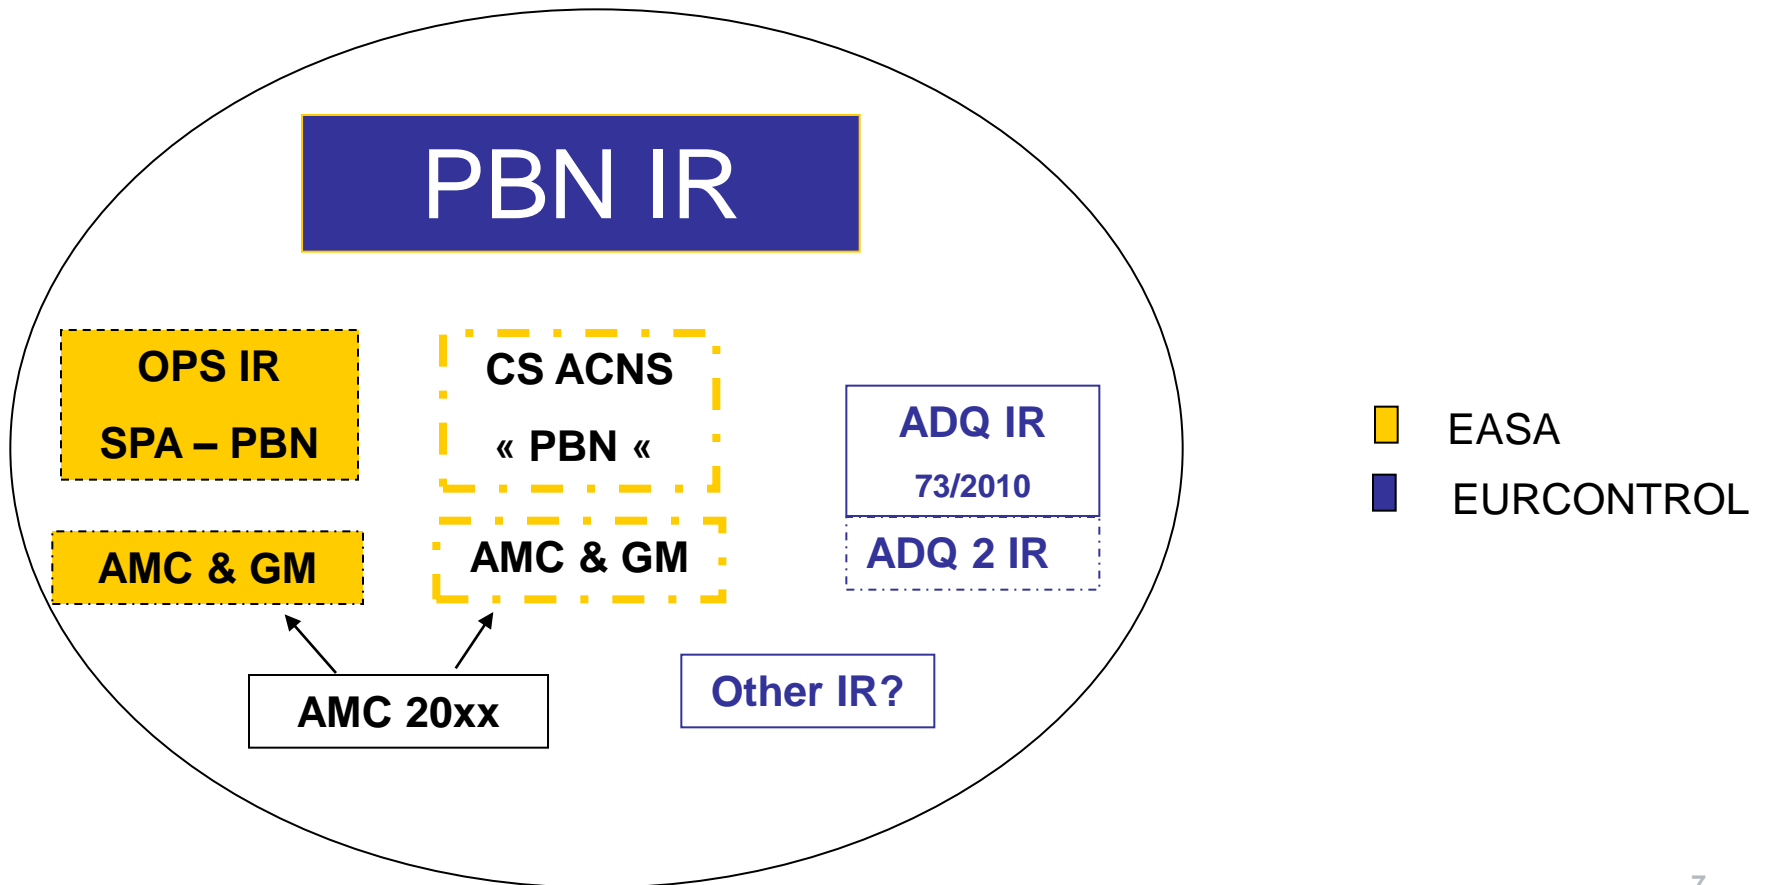 PBN IR
OPS IR
SPA – PBN
CS ACNS
« PBN «
ADQ IR
73/2010
ADQ 2 IR
AMC & GM
AMC & GM
AMC 20xx
Other IR?
EASA
EURCONTROL
7